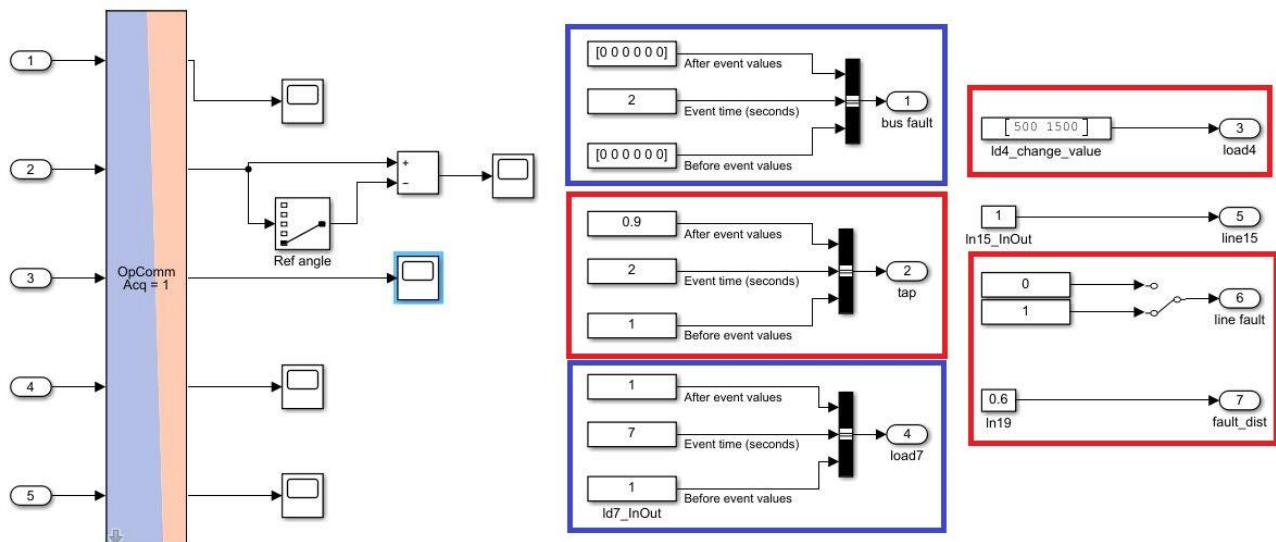 1
2
3
4
5
OpComm
Acq = 1
+
−
Ref angle
[0 0 0 0 0 0]
After event values
2
Event time (seconds)
[0 0 0 0 0 0]
Before event values
1
bus fault
0.9
After event values
2
Event time (seconds)
1
Before event values
2
tap
1
After event values
7
Event time (seconds)
1
Before event values
ld7_InOut
4
load7
[ 500 1500 ]
ld4_change_value
3
load4
1
ln15_InOut
5
line15
0
1
6
line fault
0.6
ln19
7
fault_dist